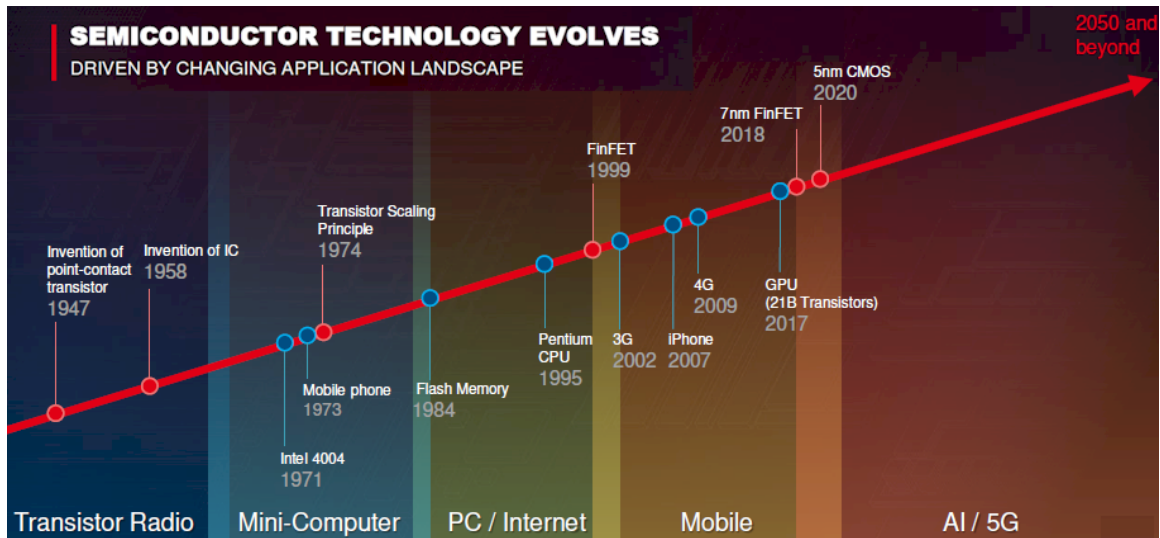 SEMICONDUCTOR TECHNOLOGY EVOLVES
DRIVEN BY CHANGING APPLICATION LANDSCAPE
2050 and
beyond
Invention of
point-contact
transistor
1947
Invention of IC
1958
Intel 4004
1971
Mobile phone
1973
Transistor Scaling
Principle
1974
Flash Memory
1984
Pentium
CPU
1995
FinFET
1999
3G
2002
iPhone
2007
4G
2009
GPU
(21B Transistors)
2017
7nm FinFET
2018
5nm CMOS
2020
Transistor Radio
Mini-Computer
PC / Internet
Mobile
AI / 5G